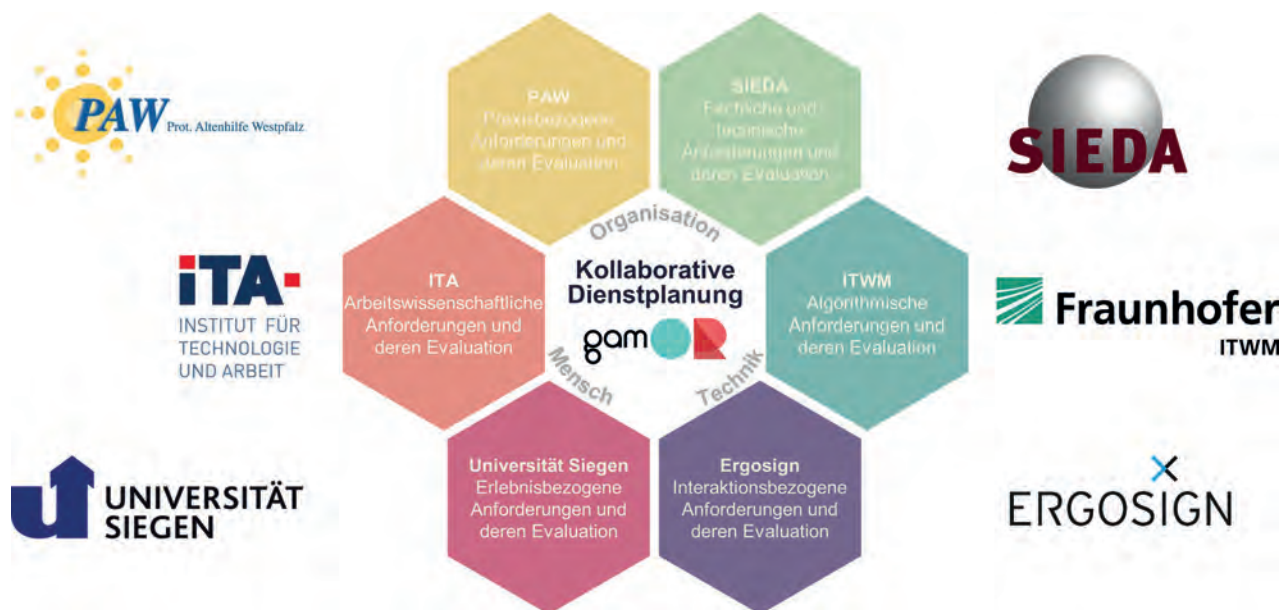 PAW Prot. Altenhilfe Westpfalz
PAW
Praxisbezogene
Anforderungen und
deren Evaluation
SIEDA
Fachliche und
technische
Anforderungen und
deren Evaluation
SIEDA
iTA
INSTITUT FÜR
TECHNOLOGIE
UND ARBEIT
ITA
Arbeitswissenschaftliche
Anforderungen und
deren Evaluation
Organisation
Kollaborative
Dienstplanung
gamOR
Mensch
Technik
ITWM
Algorithmische
Anforderungen und
deren Evaluation
Fraunhofer
ITWM
UNIVERSITÄT
SIEGEN
Universität Siegen
Erlebnisbezogene
Anforderungen und
deren Evaluation
Ergosign
Interaktionsbezogene
Anforderungen und
deren Evaluation
ERGOSIGN